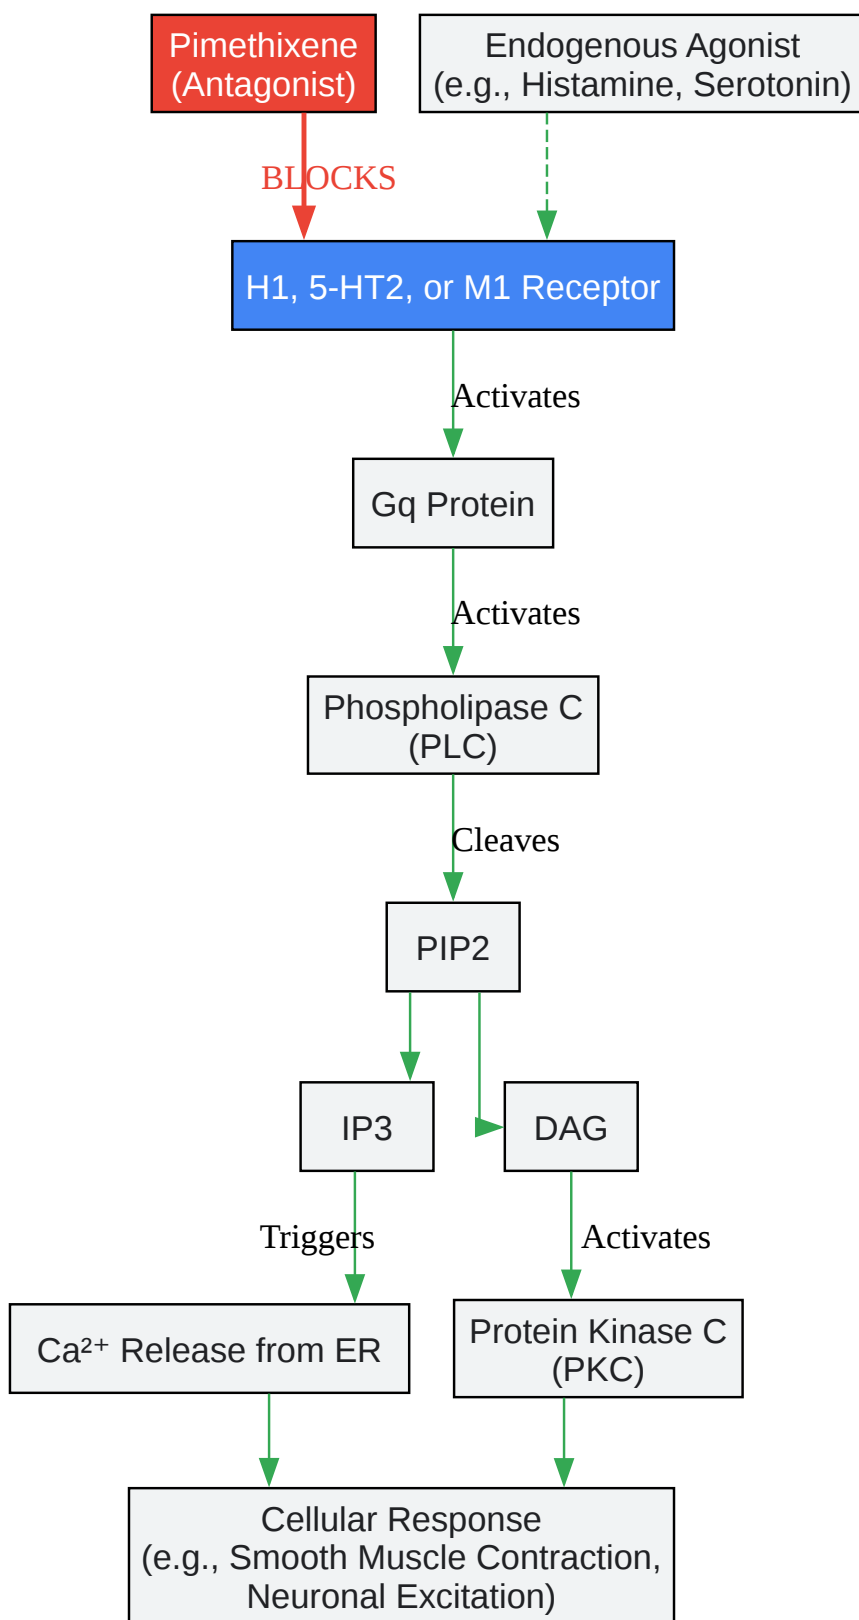 Pimethixene
(Antagonist)
Endogenous Agonist
(e.g., Histamine, Serotonin)
BLOCKS
H1, 5-HT2, or M1 Receptor
Activates
Gq Protein
Activates
Phospholipase C
(PLC)
Cleaves
PIP2
IP3
DAG
Triggers
Activates
Ca²⁺ Release from ER
Protein Kinase C
(PKC)
Cellular Response
(e.g., Smooth Muscle Contraction,
Neuronal Excitation)